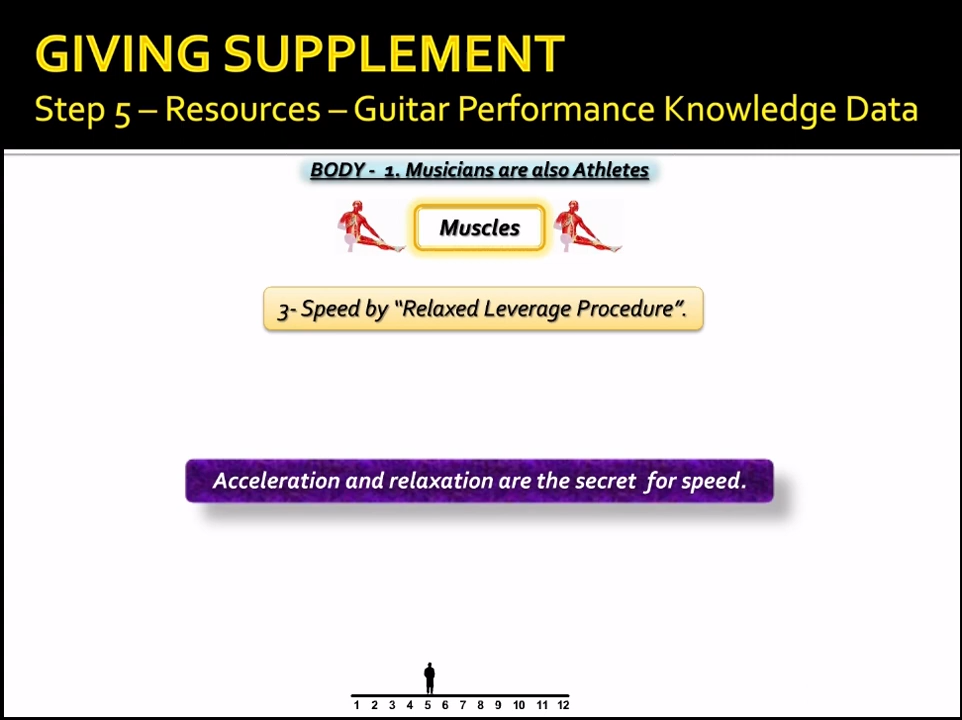 GIVING SUPPLEMENT
Step 5 – Resources – Guitar Performance Knowledge Data
BODY - 1. Musicians are also Athletes
Muscles
3- Speed by “Relaxed Leverage Procedure”.
Acceleration and relaxation are the secret for speed.
1 2 3 4 5 6 7 8 9 10 11 12